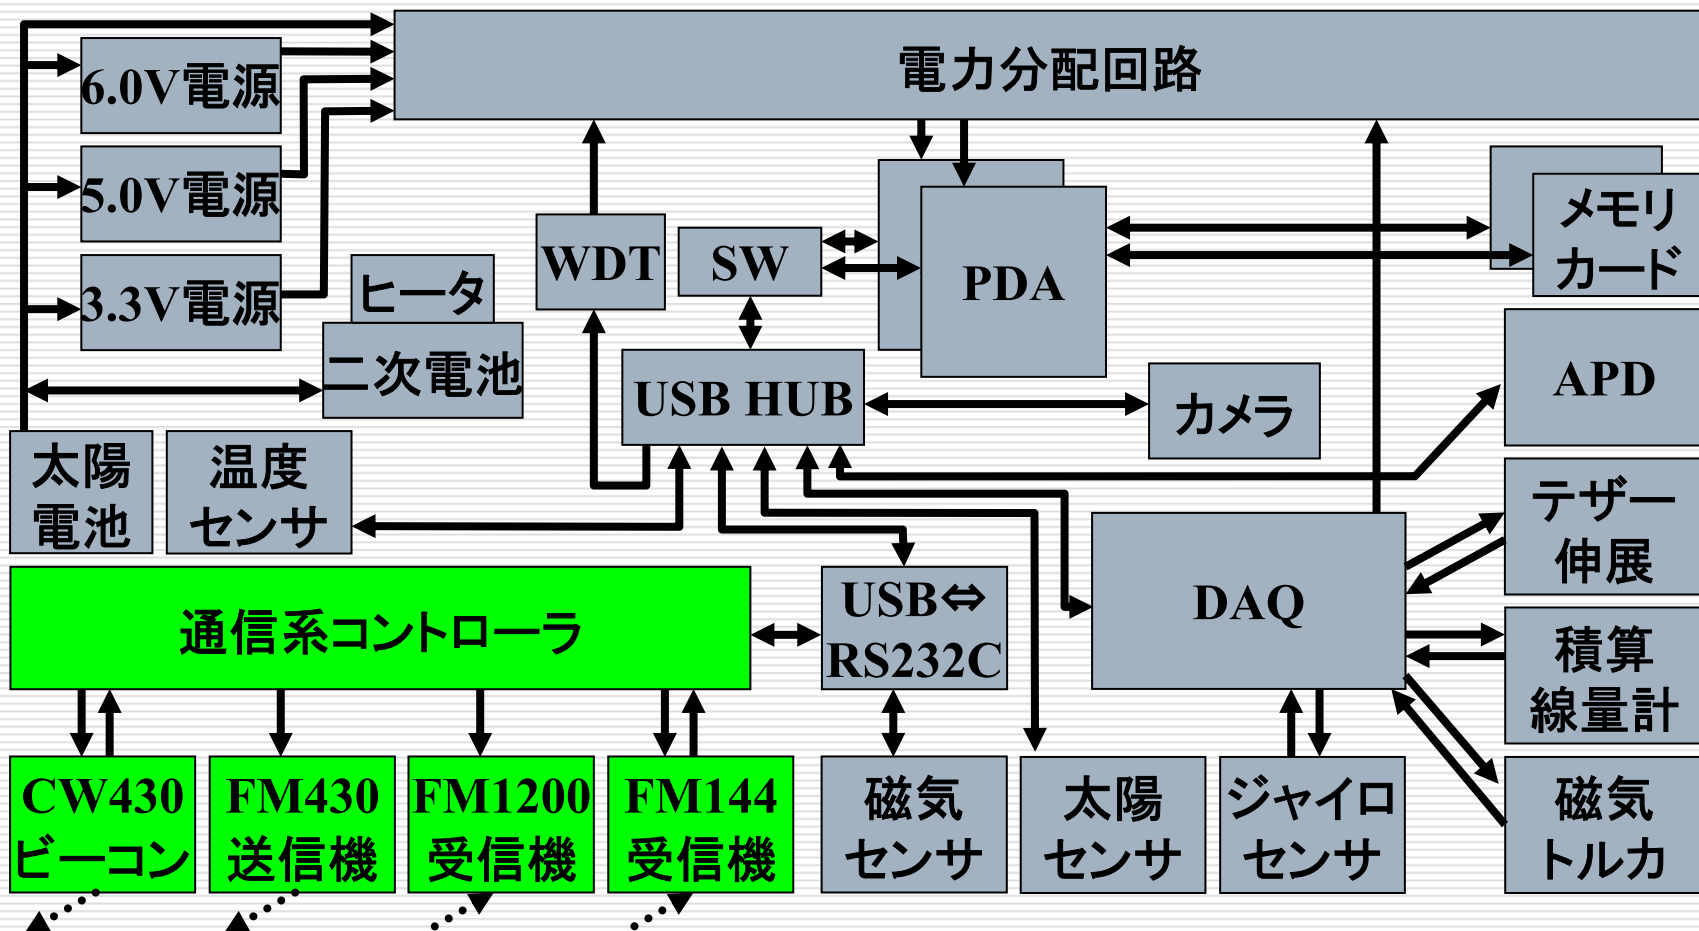 電力分配回路
6.0V電源
5.0V電源
3.3V電源
ヒータ
二次電池
WDT
SW
PDA
メモリ
カード
USB HUB
カメラ
APD
太陽
電池
温度
センサ
テザー
伸展
DAQ
USB⇔
RS232C
通信系コントローラ
積算
線量計
CW430
ビーコン
FM430
送信機
FM1200
受信機
FM144
受信機
磁気
センサ
太陽
センサ
ジャイロ
センサ
磁気
トルカ